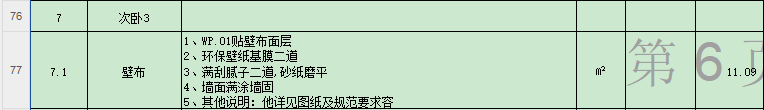 76 7 次卧3
77 7.1 壁布
1、WP.01贴壁布面层
2、环保壁纸基膜二道
3、满刮腻子二道,砂纸磨平
4、墙面满涂墙固
5、其他说明：他详见图纸及规范要求容
m² 11.09
第 6 页